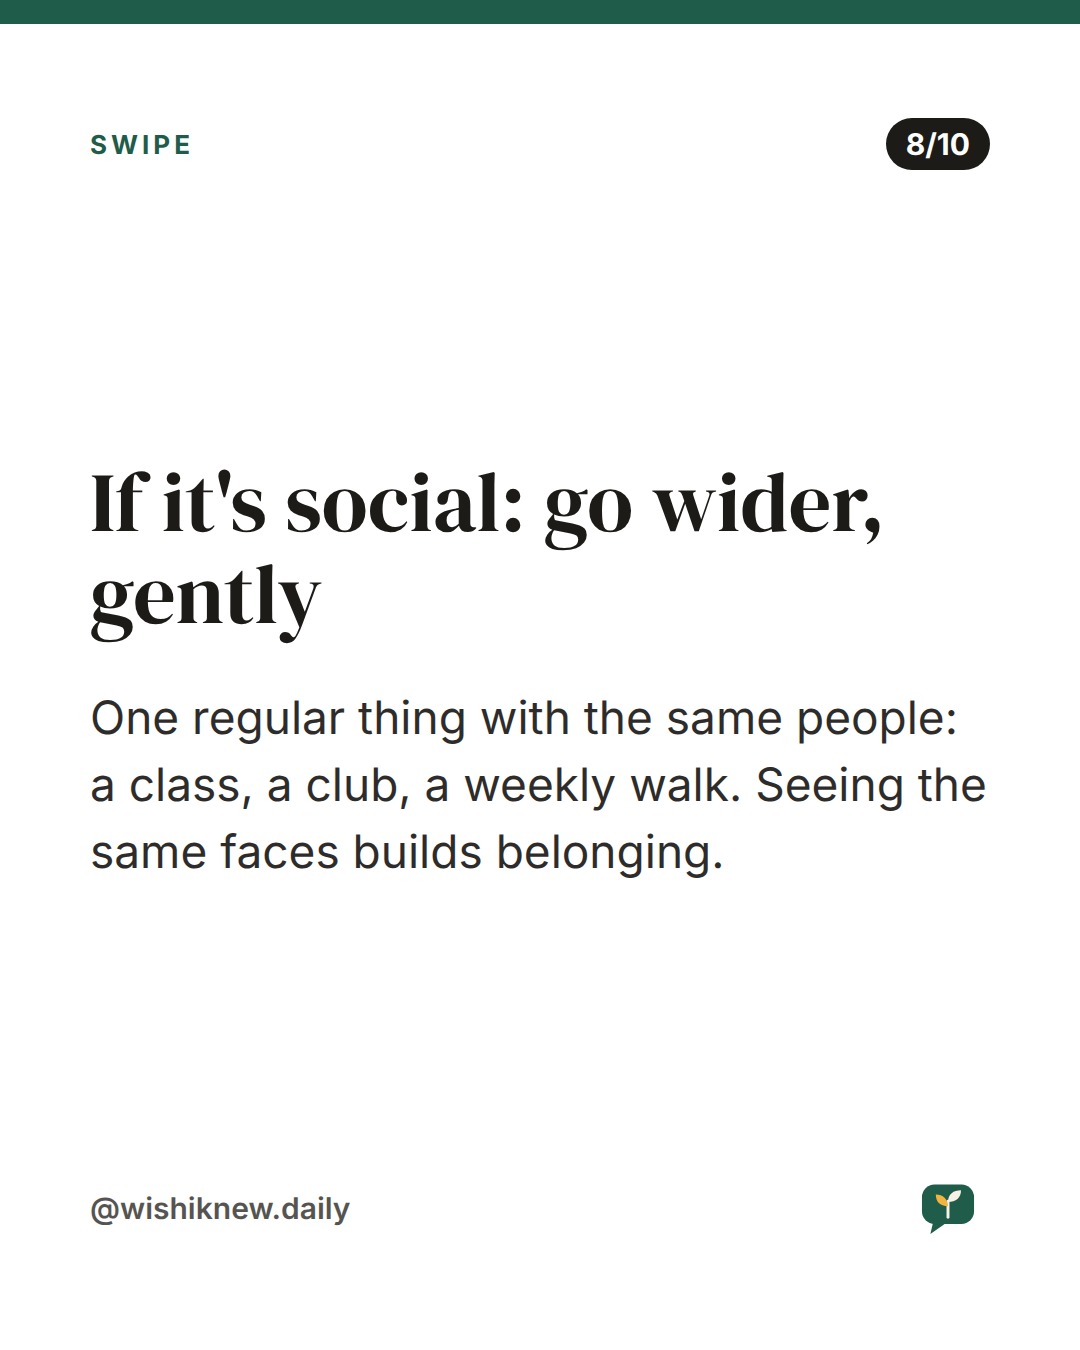 SWIPE
8/10
If it's social: go wider,
gently
One regular thing with the same people:
a class, a club, a weekly walk. Seeing the
same faces builds belonging.
@wishiknew.daily